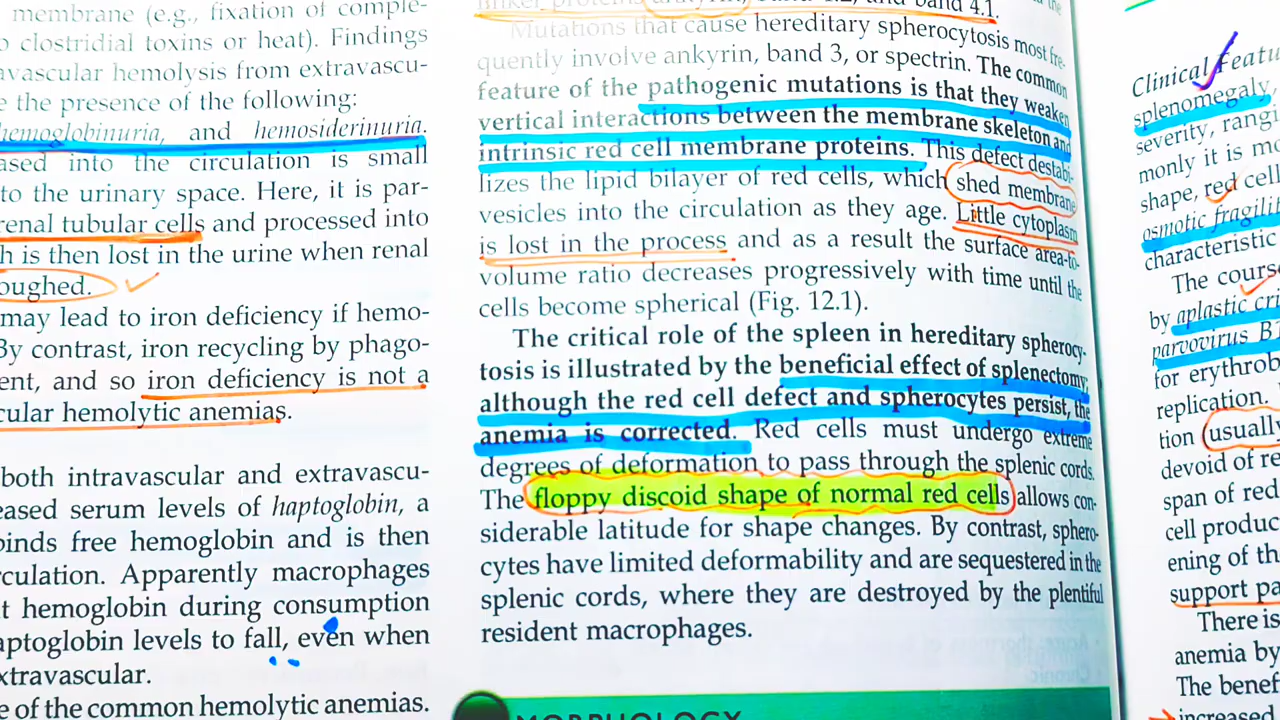 membrane (e.g., fixation of comple-
clostridial toxins or heat). Findings
avascular hemolysis from extravascu-
e the presence of the following:
hemoglobinuria, and hemosiderinuria.
ased into the circulation is small
to the urinary space. Here, it is par-
renal tubular cells and processed into
h is then lost in the urine when renal
oughed.
may lead to iron deficiency if hemo-
By contrast, iron recycling by phago-
ent, and so iron deficiency is not a
cular hemolytic anemias.
both intravascular and extravascu-
eased serum levels of haptoglobin, a
binds free hemoglobin and is then
rculation. Apparently macrophages
t hemoglobin during consumption
aptoglobin levels to fall, even when
xtravascular.
e of the common hemolytic anemias.
and band 4.1.
Mutations that cause hereditary spherocytosis most fre-
quently involve ankyrin, band 3, or spectrin. The common
feature of the pathogenic mutations is that they weaken
vertical interactions between the membrane skeleton and
intrinsic red cell membrane proteins. This defect destabi-
lizes the lipid bilayer of red cells, which shed membrane
vesicles into the circulation as they age. Little cytoplasm
is lost in the process and as a result the surface area-to-
volume ratio decreases progressively with time until the
cells become spherical (Fig. 12.1).
The critical role of the spleen in hereditary spherocy-
tosis is illustrated by the beneficial effect of splenectomy;
although the red cell defect and spherocytes persist, the
anemia is corrected. Red cells must undergo extreme
degrees of deformation to pass through the splenic cords.
The floppy discoid shape of normal red cells allows con-
siderable latitude for shape changes. By contrast, sphero-
cytes have limited deformability and are sequestered in the
splenic cords, where they are destroyed by the plentiful
resident macrophages.
MORPHOLOGY
Clinical Featu
splenomegaly,
severity, rangi
monly it is mo
shape, red cell
osmotic fragilit
characteristic
The course
by aplastic cri
parvovirus B1
for erythrob
replication.
tion (usually
devoid of re
span of red
cell produc
ening of th
support pa
There is
anemia by
The benef
increased